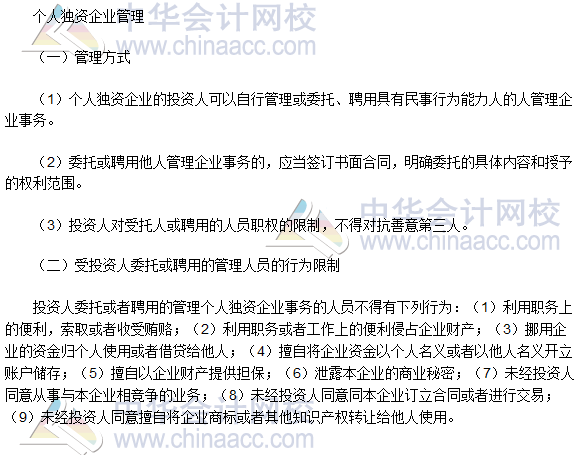 个人独资企业管理
（一）管理方式
（1）个人独资企业的投资人可以自行管理或委托、聘用具有民事行为能力人的人管理企
业事务。
（2）委托或聘用他人管理企业事务的，应当签订书面合同，明确委托的具体内容和授予
的权利范围。
（3）投资人对受托人或聘用的人员职权的限制，不得对抗善意第三人。
（二）受投资人委托或聘用的管理人员的行为限制
投资人委托或者聘用的管理个人独资企业事务的人员不得有下列行为：（1）利用职务上
的便利，索取或者收受贿赂；（2）利用职务或者工作上的便利侵占企业财产；（3）挪用企
业的资金归个人使用或者借贷给他人；（4）擅自将企业资金以个人名义或者以他人名义开立
账户储存；（5）擅自以企业财产提供担保；（6）泄露本企业的商业秘密；（7）未经投资人
同意从事与本企业相竞争的业务；（8）未经投资人同意同本企业订立合同或者进行交易；
（9）未经投资人同意擅自将企业商标或者其他知识产权转让给他人使用。
中华会计网校
www.chinaacc.com
中华会计网校
www.chinaacc.com
中华会计网校
www.chinaacc.com